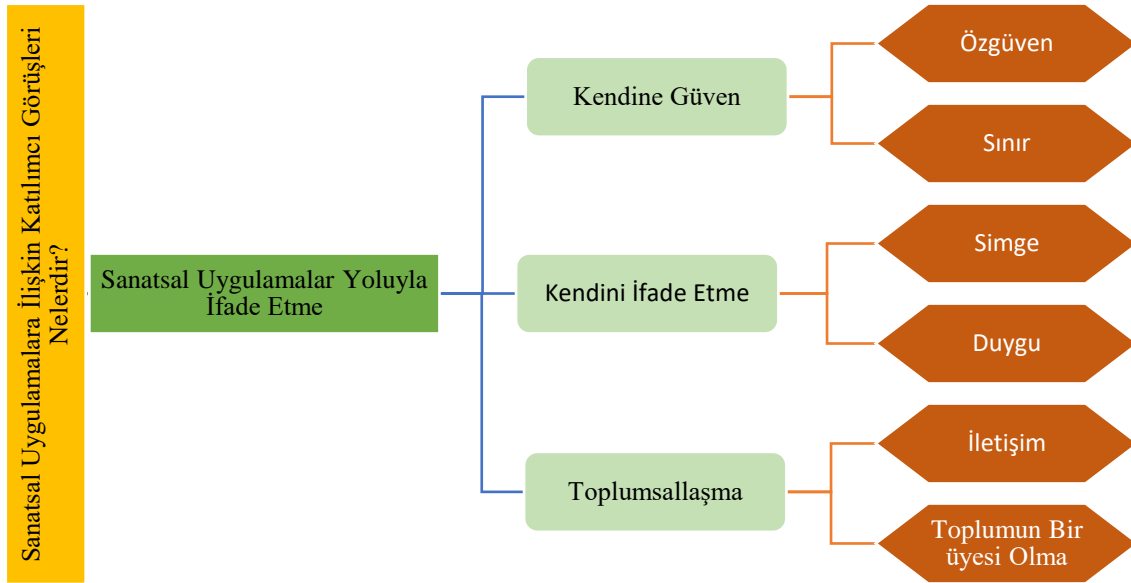 Sanatsal Uygulamalara İlişkin Katılımcı Görüşleri
Nelerdir?
Sanatsal Uygulamalar Yoluyla
İfade Etme
Kendine Güven
Özgüven
Sınır
Kendini İfade Etme
Simge
Duygu
Toplumsallaşma
İletişim
Toplumun Bir
üyesi Olma